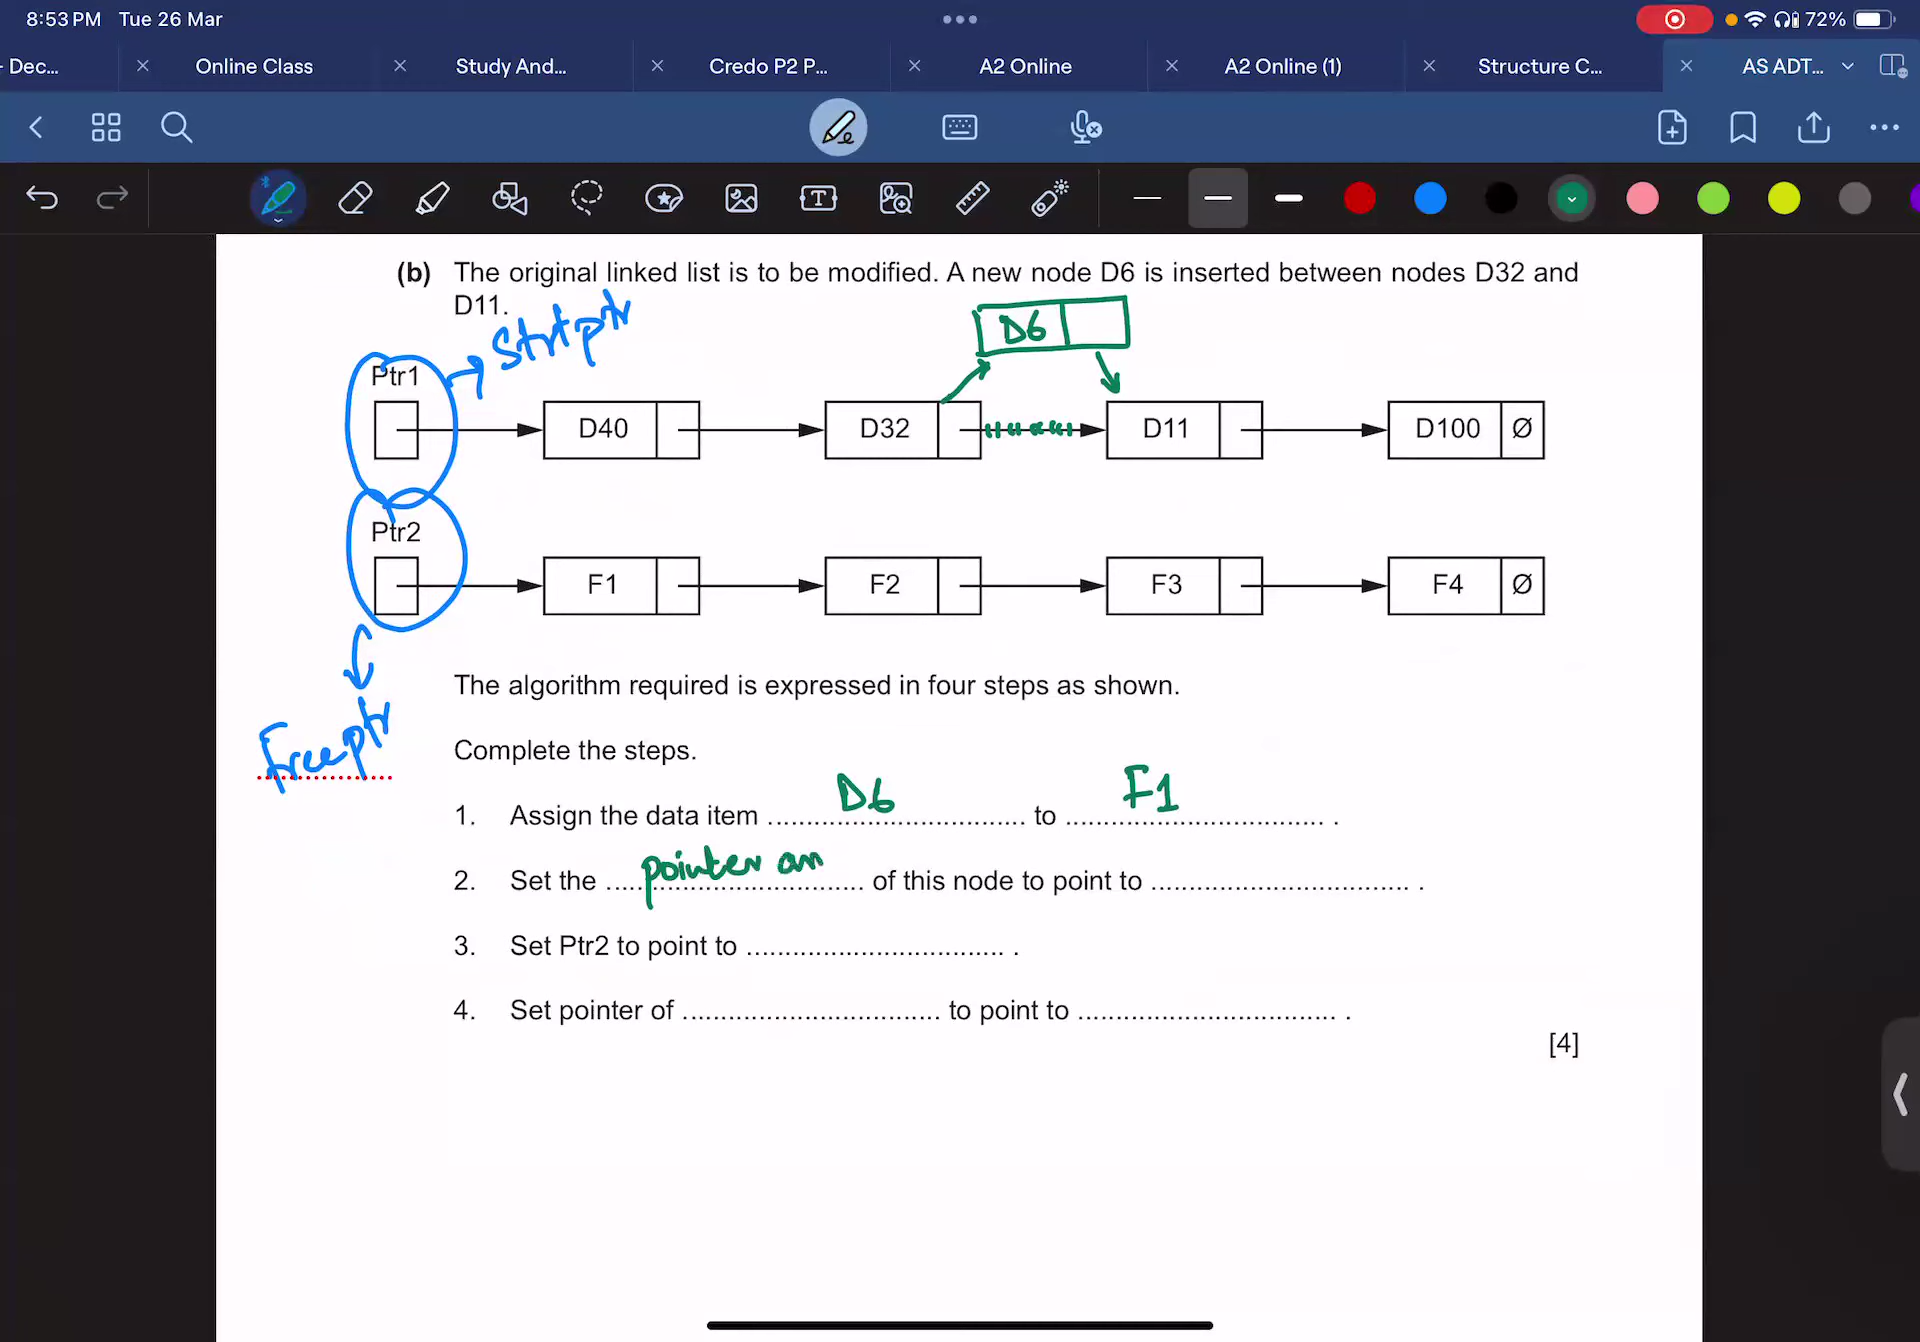 8:53 PM Tue 26 Mar
72%
- Dec...
Online Class
Study And...
Credo P2 P...
A2 Online
A2 Online (1)
Structure C...
AS ADT...
(b) The original linked list is to be modified. A new node D6 is inserted between nodes D32 and
D11.
Strtptr
D6
Ptr1
D40 D32 D11 D100 Ø
Ptr2
F1 F2 F3 F4 Ø
Freeptr
The algorithm required is expressed in four steps as shown.
Complete the steps.
1. Assign the data item D6 to F1 .
2. Set the pointer an of this node to point to .................................. .
3. Set Ptr2 to point to .................................. .
4. Set pointer of .................................. to point to .................................. .
[4]